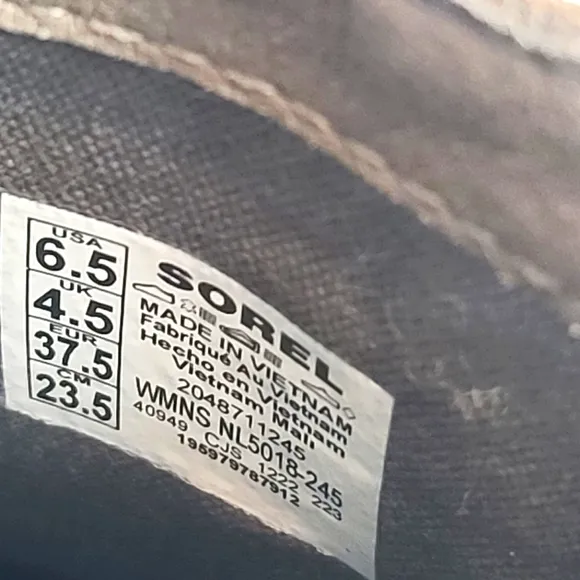 USA
6.5
UK
4.5
EUR
37.5
CM
23.5
SOREL
MADE IN VIETNAM
Fabriqué Au Vietnam
Hecho en Vietnam
Vietnam Malı
2048711245
WMNS NL5018-245
40949 CJS 1222 223
195979787912